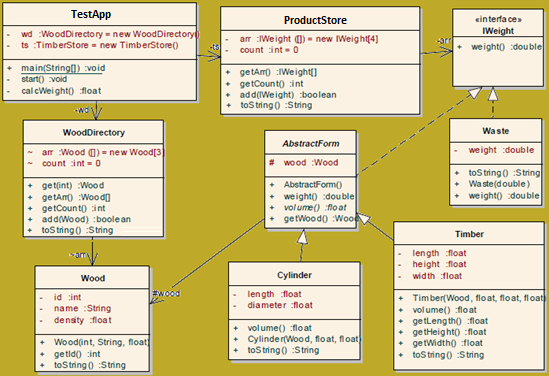 TestApp
- wd :WoodDirectory = new WoodDirectory()
- ts :TimberStore = new TimberStore()
+ main(String[]) :void
- start() :void
- calcWeight() :float
-ts
ProductStore
- arr :IWeight ([]) = new IWeight[4]
- count :int = 0
+ getArr() :IWeight[]
+ getCount() :int
+ add(IWeight) :boolean
+ toString() :String
-arr
«interface»
IWeight
+ weight() :double
-wd
WoodDirectory
~ arr :Wood ([]) = new Wood[3]
~ count :int = 0
+ get(int) :Wood
+ getArr() :Wood[]
+ getCount() :int
+ add(Wood) :boolean
+ toString() :String
~arr
AbstractForm
# wood :Wood
+ AbstractForm()
+ weight() :double
+ volume() :float
+ getWood() :Wood
Waste
- weight :double
+ toString() :String
+ Waste(double)
+ weight() :double
Wood
- id :int
- name :String
- density :float
+ Wood(int, String, float)
+ getId() :int
+ toString() :String
#wood
Cylinder
- length :float
- diameter :float
+ volume() :float
+ Cylinder(Wood, float, float)
+ toString() :String
Timber
- length :float
- height :float
- width :float
+ Timber(Wood, float, float, float)
+ volume() :float
+ getLength() :float
+ getHeight() :float
+ getWidth() :float
+ toString() :String